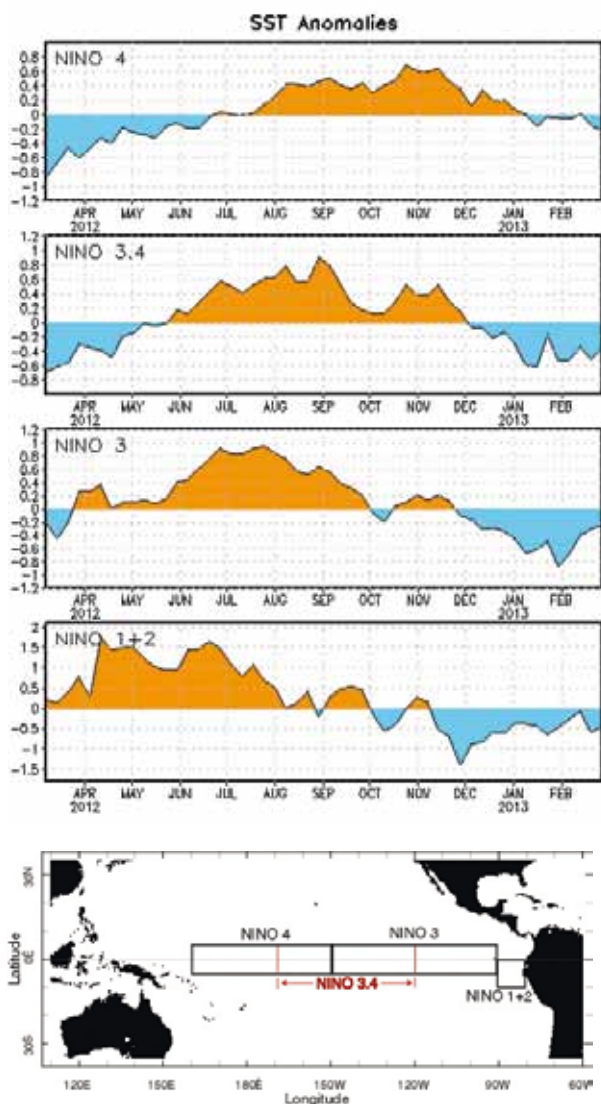 SST Anomalies
NINO 4
0.8
0.6
0.4
0.2
0
-0.2
-0.4
-0.6
-0.8
-1
-1.2
APR MAY JUN JUL AUG SEP OCT NOV DEC JAN FEB
2012 2013
NINO 3.4
1.2
1
0.8
0.6
0.4
0.2
0
-0.2
-0.4
-0.6
-0.8
APR MAY JUN JUL AUG SEP OCT NOV DEC JAN FEB
2012 2013
NINO 3
1.2
1
0.8
0.6
0.4
0.2
0
-0.2
-0.4
-0.6
-0.8
-1
-1.2
APR MAY JUN JUL AUG SEP OCT NOV DEC JAN FEB
2012 2013
NINO 1+2
2
1.5
1
0.5
0
-0.5
-1
-1.5
APR MAY JUN JUL AUG SEP OCT NOV DEC JAN FEB
2012 2013
30N
NINO 4 NINO 3
Latitude
0E
NINO 3.4
NINO 1+2
30S
120E 150E 180E 150W 120W 90W 60W
Longitude